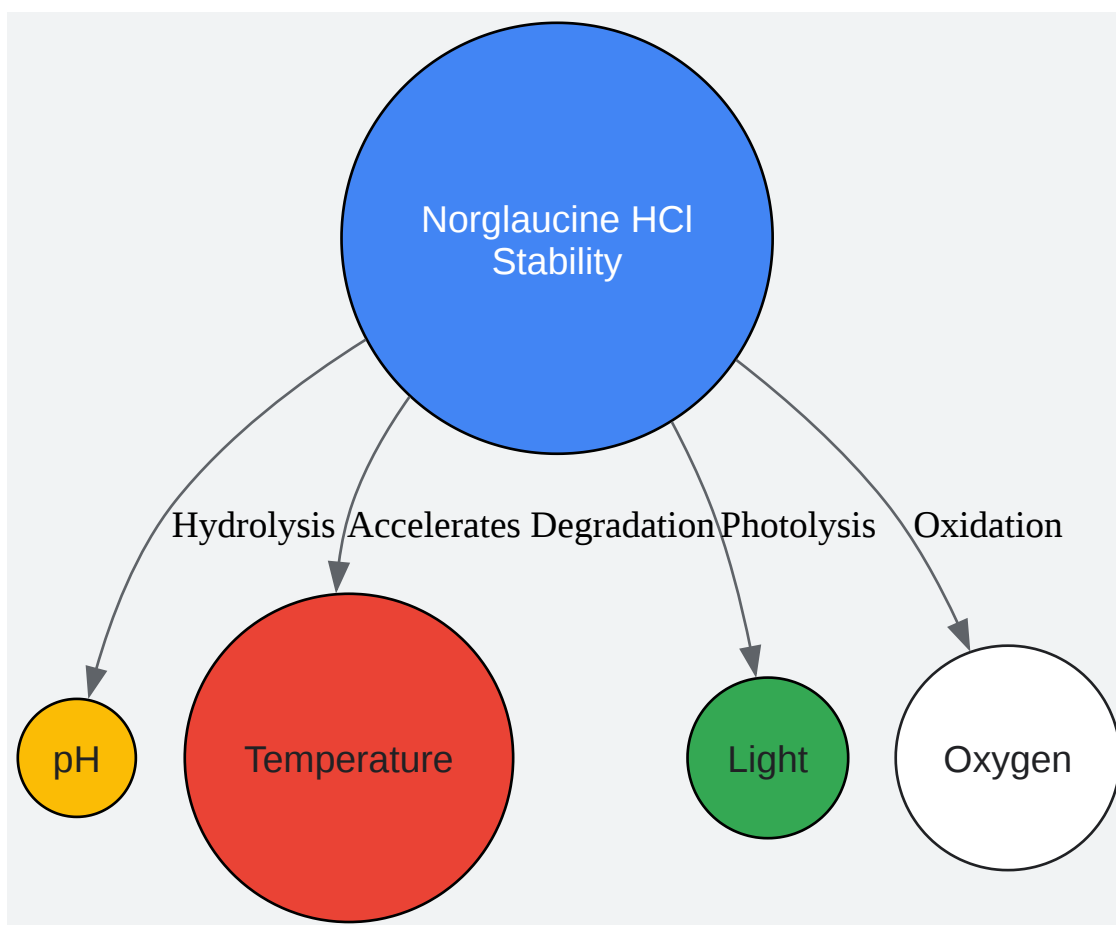 Norglaucine HCl
Stability
Hydrolysis
Accelerates Degradation
Photolysis
Oxidation
pH
Temperature
Light
Oxygen